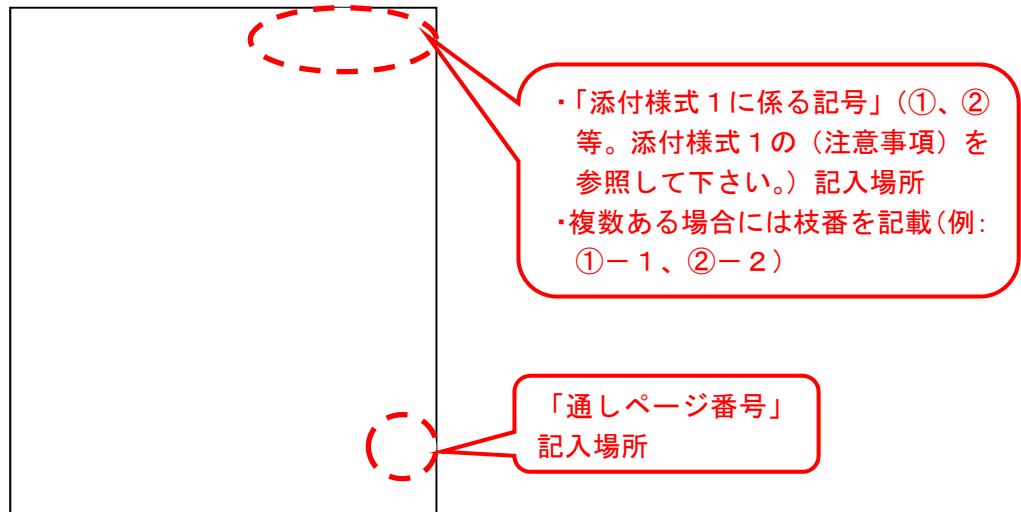 ・「添付様式１に係る記号」（①、②
等。添付様式１の（注意事項）を
参照して下さい。）記入場所
・複数ある場合には枝番を記載（例：
①－１、②－２）
「通しページ番号」
記入場所